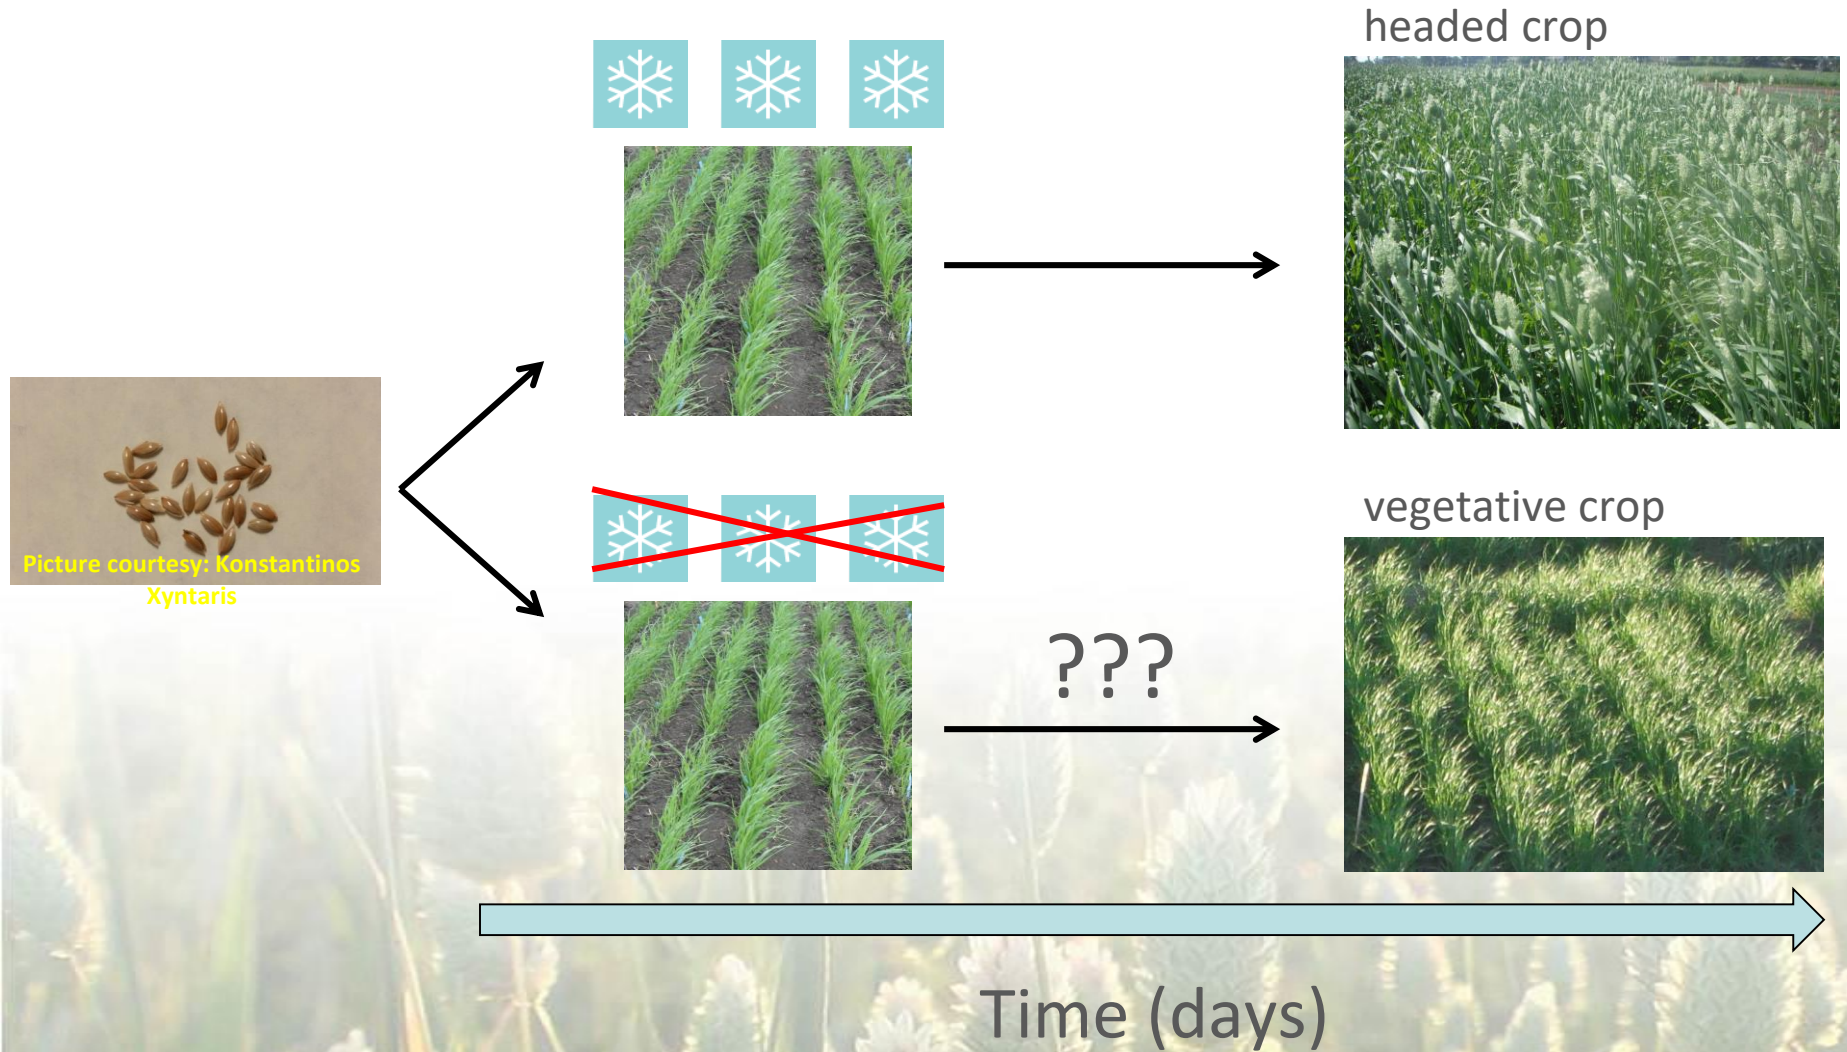 headed crop
Picture courtesy: Konstantinos
Xyntaris
vegetative crop
???
Time (days)